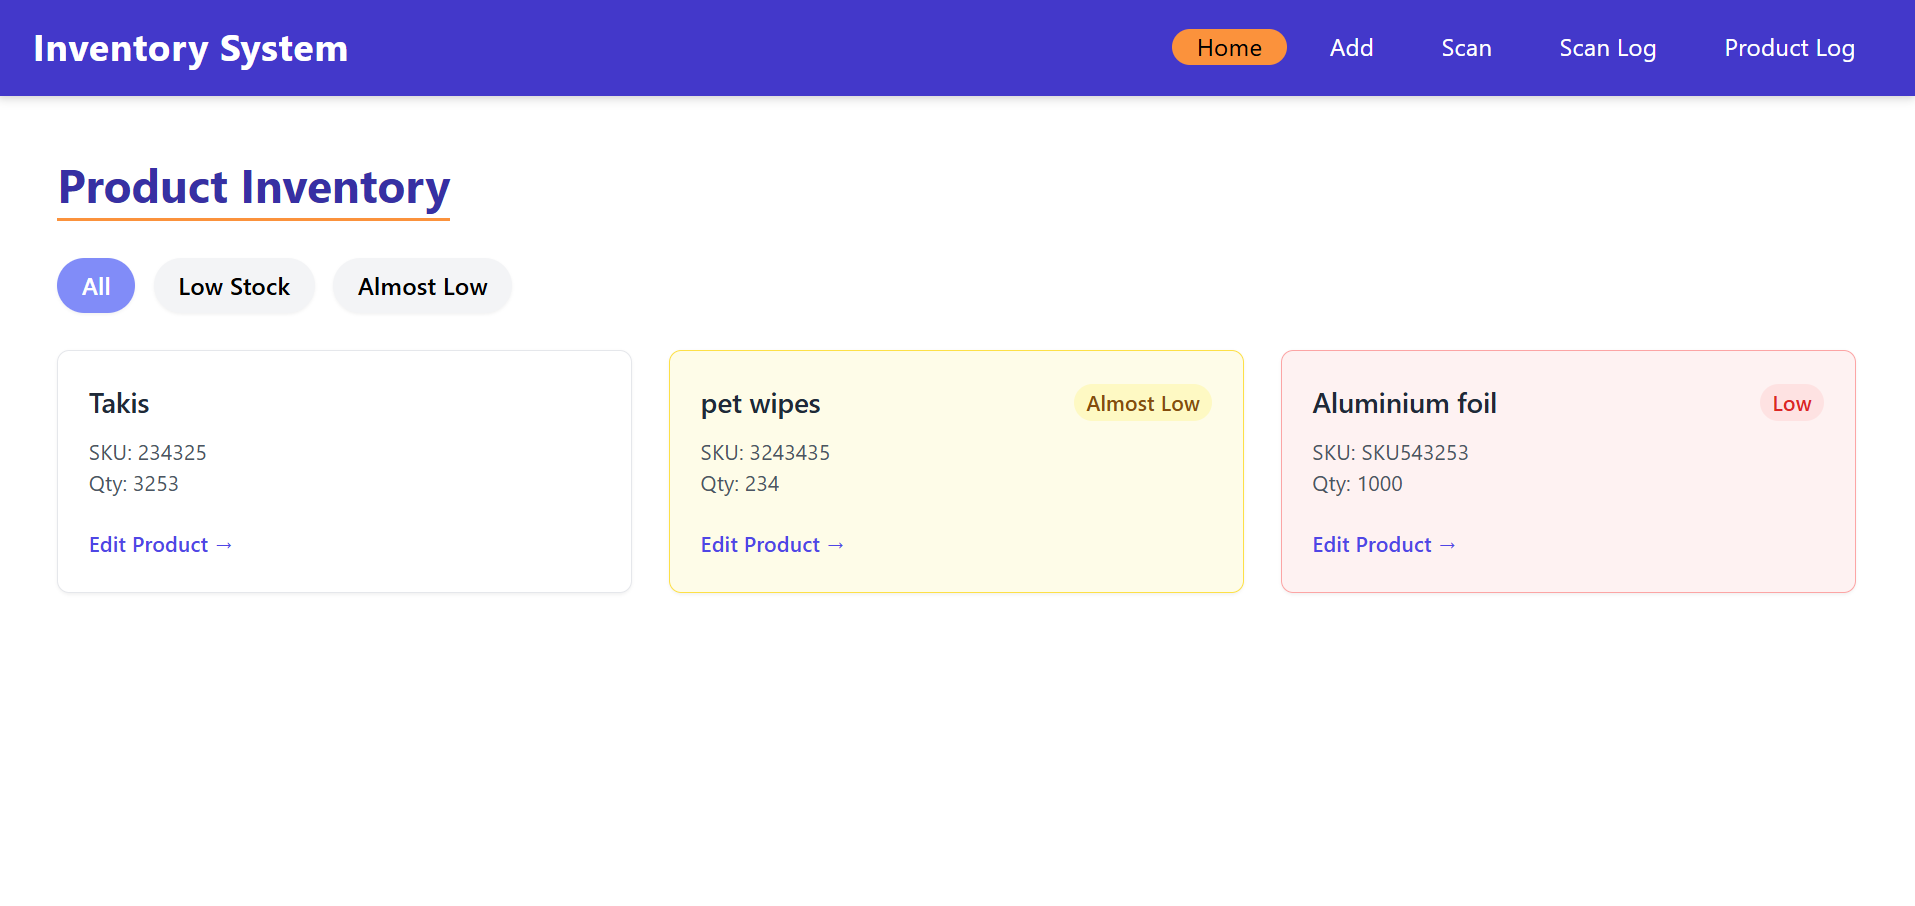 Inventory System
Home
Add
Scan
Scan Log
Product Log
Product Inventory
All
Low Stock
Almost Low
Takis
SKU: 234325
Qty: 3253
Edit Product →
pet wipes
Almost Low
SKU: 3243435
Qty: 234
Edit Product →
Aluminium foil
Low
SKU: SKU543253
Qty: 1000
Edit Product →